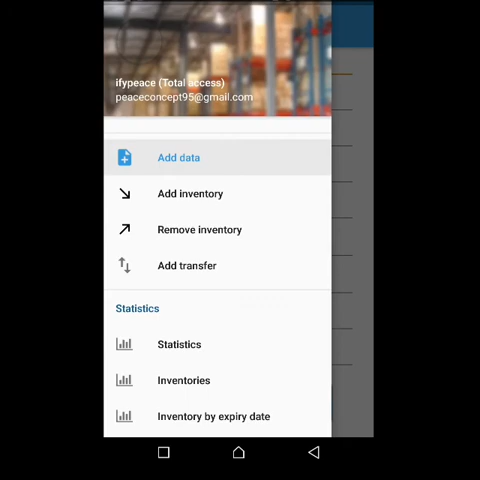 ifypeace (Total access)
peaceconcept95@gmail.com
Add data
Add inventory
Remove inventory
Add transfer
Statistics
Statistics
Inventories
Inventory by expiry date